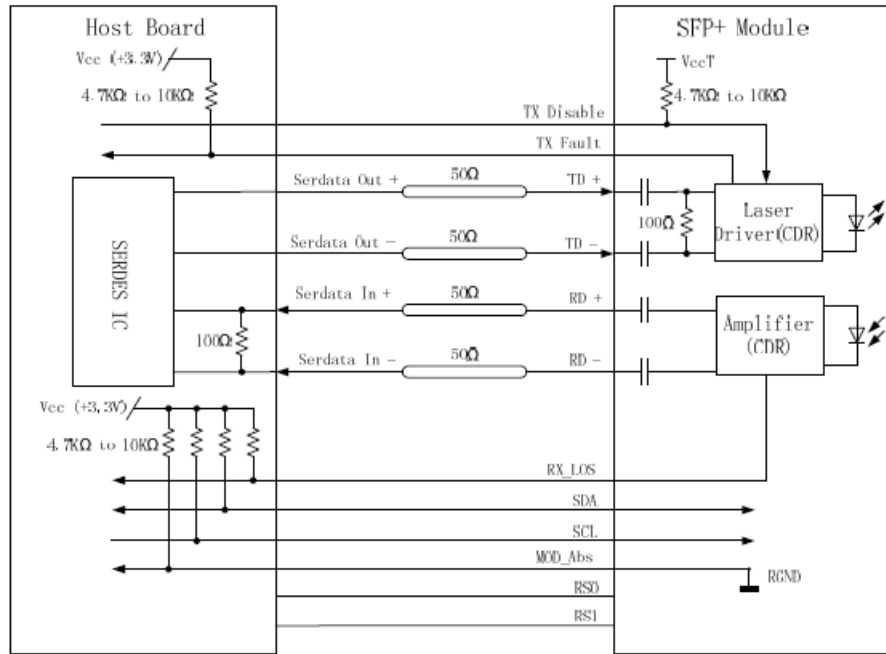 Host Board
SFP+ Module
Vcc (+3.3V)
VccT
4.7KΩ to 10KΩ
4.7KΩ to 10KΩ
TX Disable
TX Fault
Serdata Out +
50Ω
TD +
100Ω
Laser
Driver(CDR)
Serdata Out -
50Ω
TD -
SERDES IC
Serdata In +
50Ω
RD +
100Ω
Amplifier
(CDR)
Serdata In -
50Ω
RD -
Vcc (+3,3V)
4.7KΩ to 10KΩ
RX_LOS
SDA
SCL
MOD_Abs
RGND
RS0
RS1